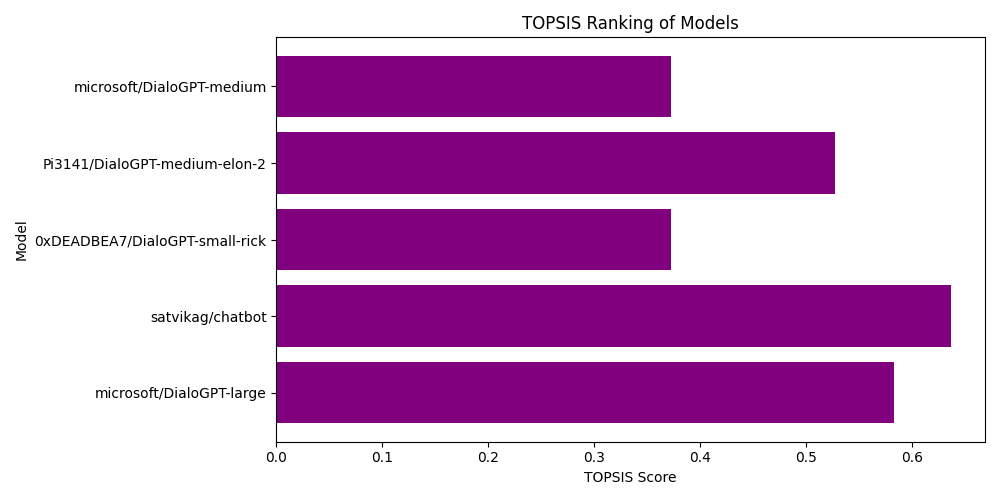 TOPSIS Ranking of Models
microsoft/DialoGPT-medium
Pi3141/DialoGPT-medium-elon-2
0xDEADBEA7/DialoGPT-small-rick
satvikag/chatbot
microsoft/DialoGPT-large
Model
0.0 0.1 0.2 0.3 0.4 0.5 0.6
TOPSIS Score